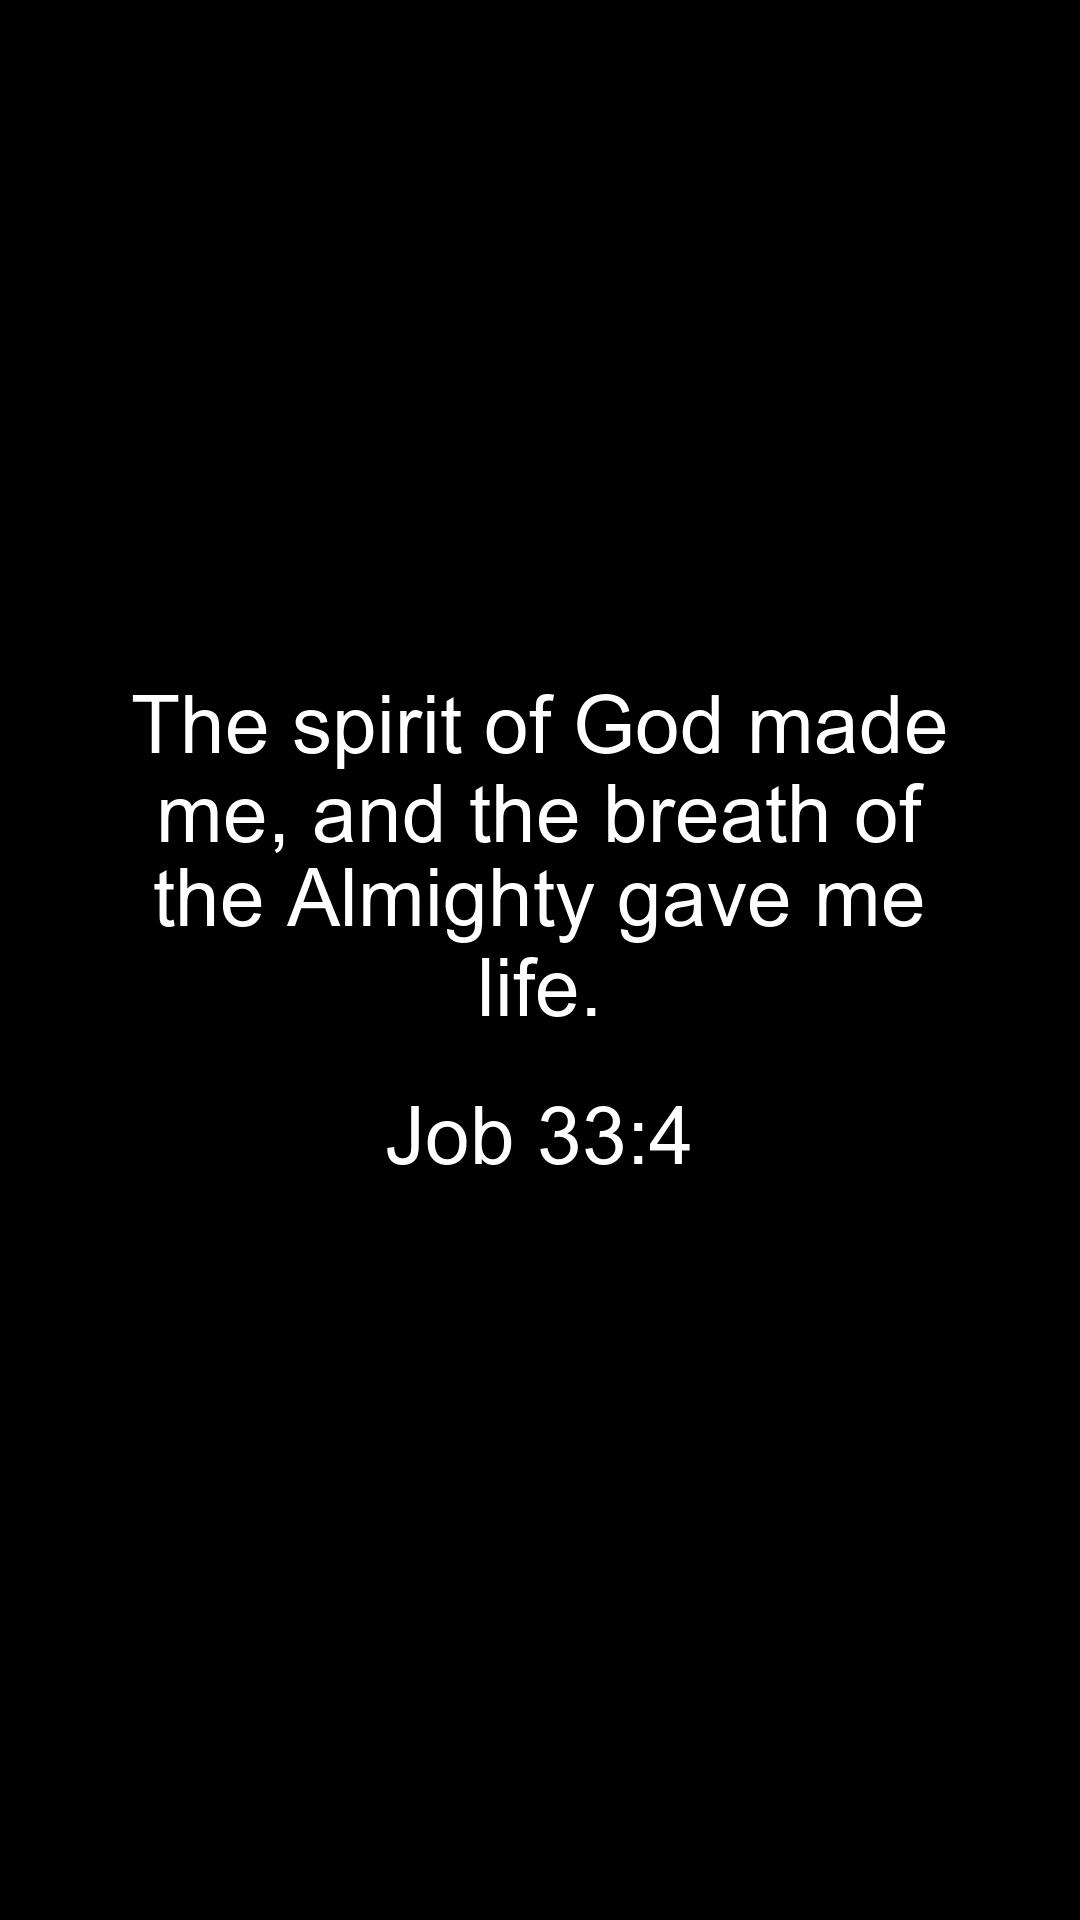 The spirit of God made
me, and the breath of
the Almighty gave me
life.
Job 33:4